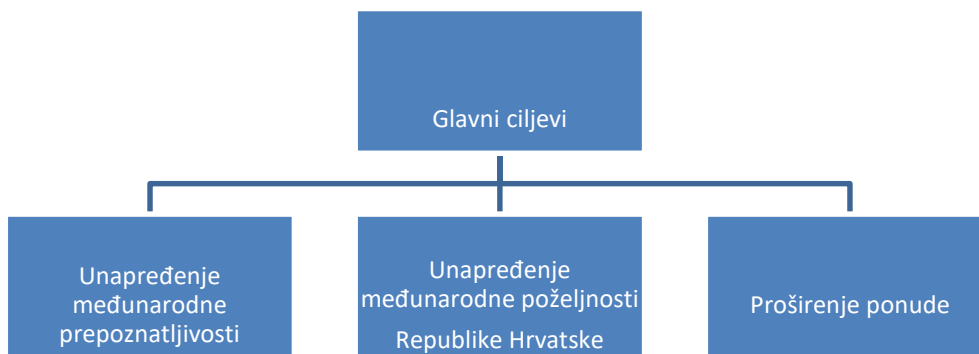 Glavni ciljevi
Unapređenje
međunarodne
prepoznatljivosti
Unapređenje
međunarodne poželjnosti
Republike Hrvatske
Proširenje ponude